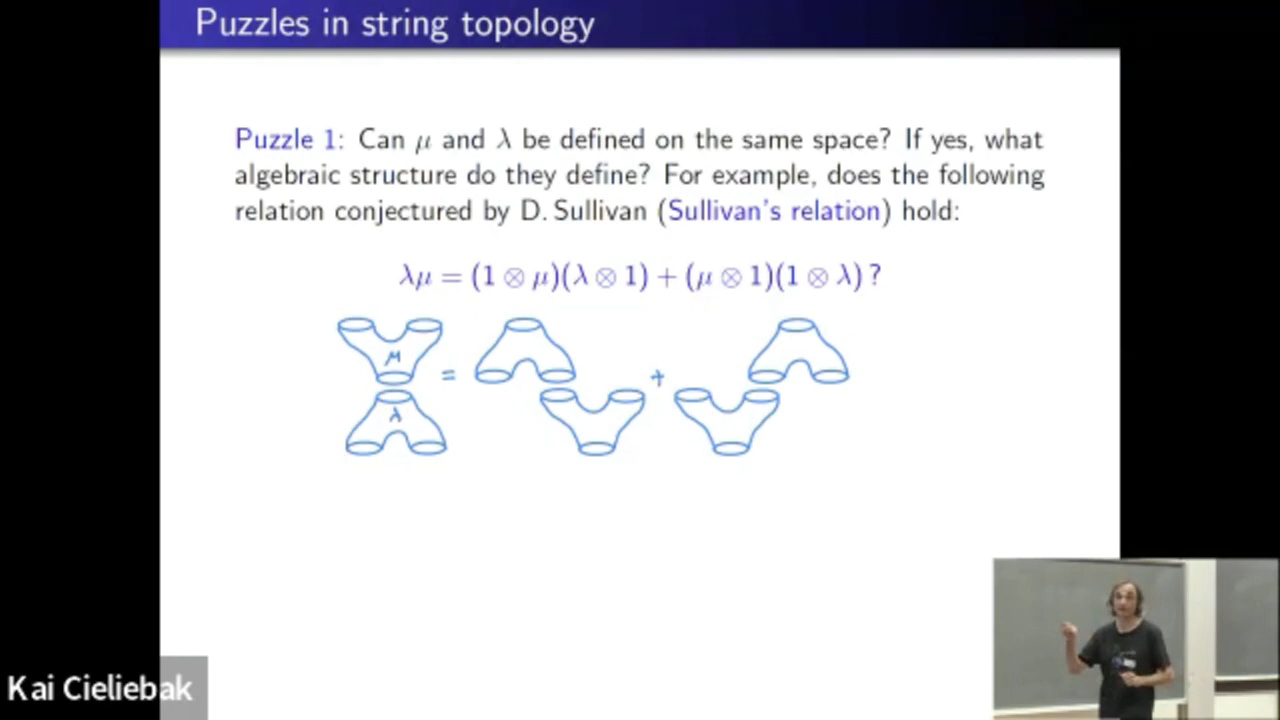 Puzzles in string topology
Puzzle 1: Can μ and λ be defined on the same space? If yes, what
algebraic structure do they define? For example, does the following
relation conjectured by D. Sullivan (Sullivan's relation) hold:
λμ = (1 ⊗ μ)(λ ⊗ 1) + (μ ⊗ 1)(1 ⊗ λ) ?
μ
= +
λ
Kai Cieliebak